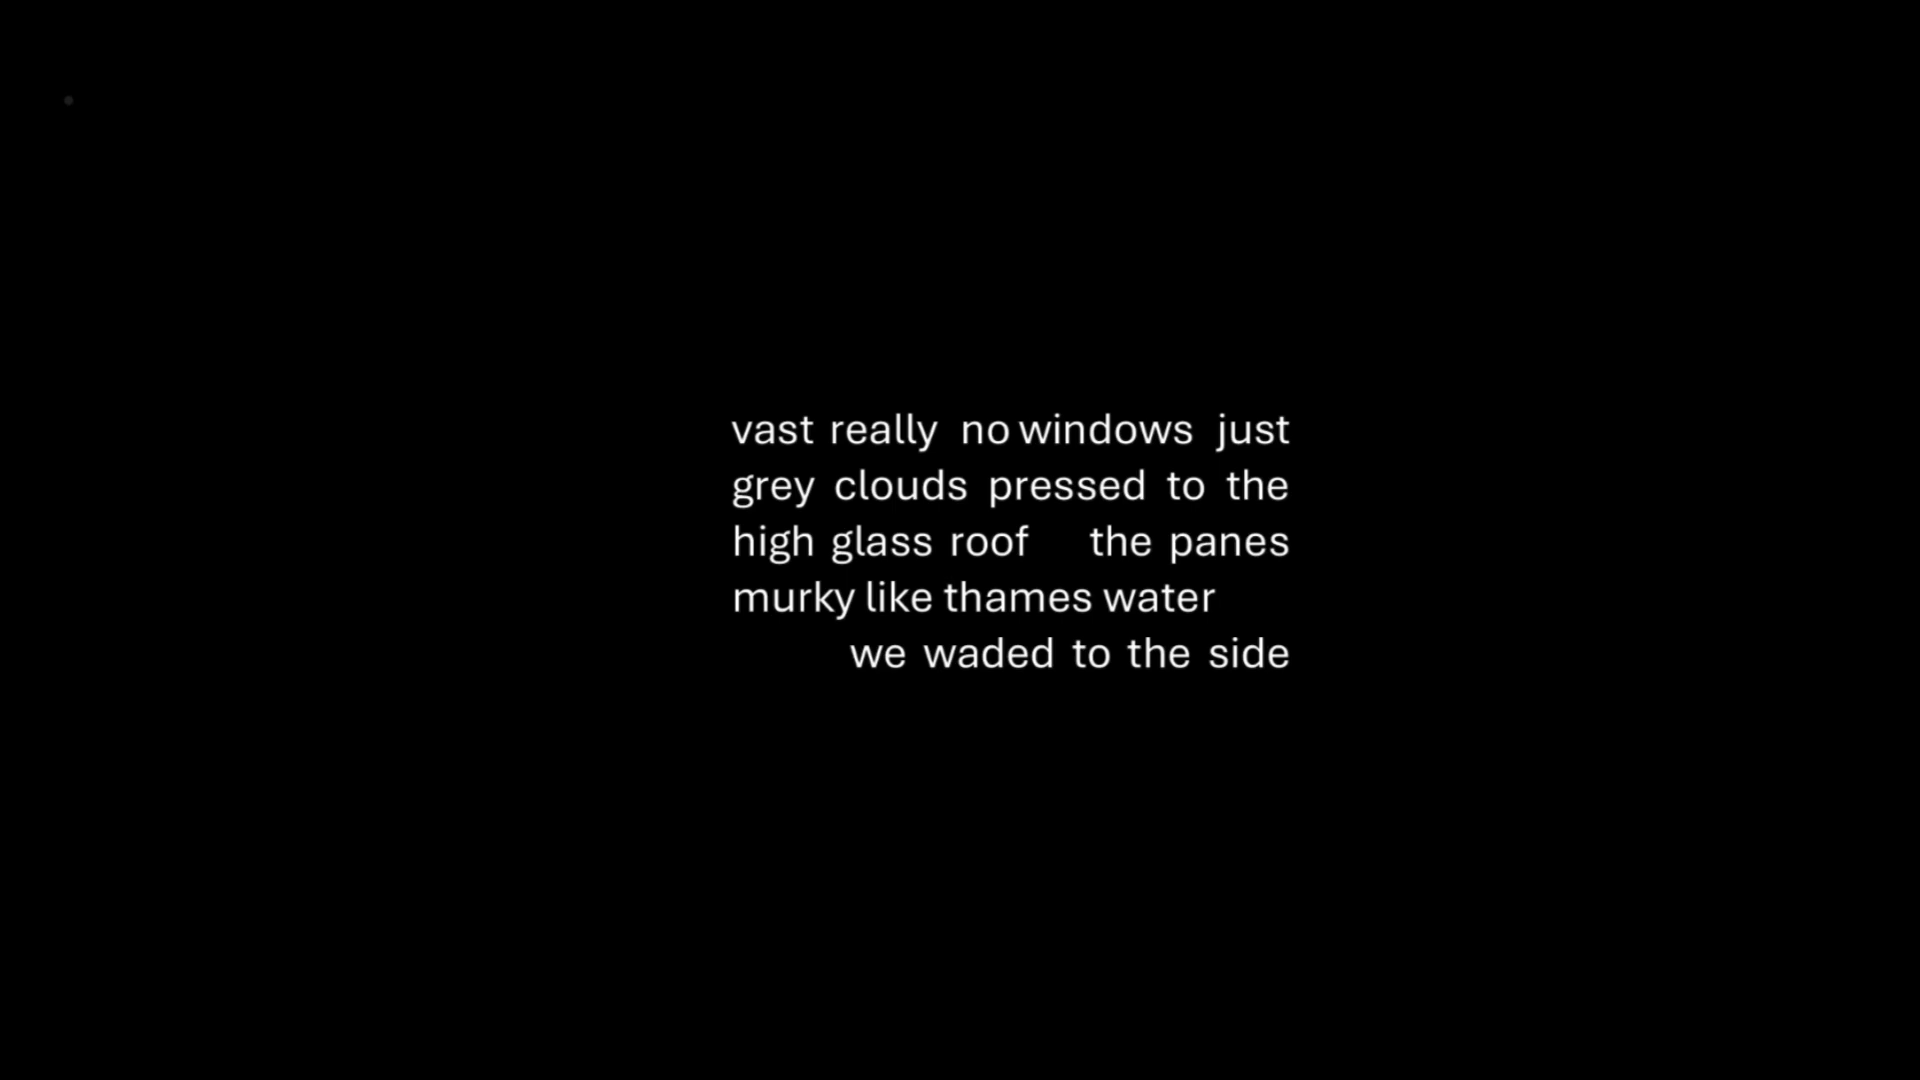 vast really no windows just
grey clouds pressed to the
high glass roof the panes
murky like thames water
we waded to the side